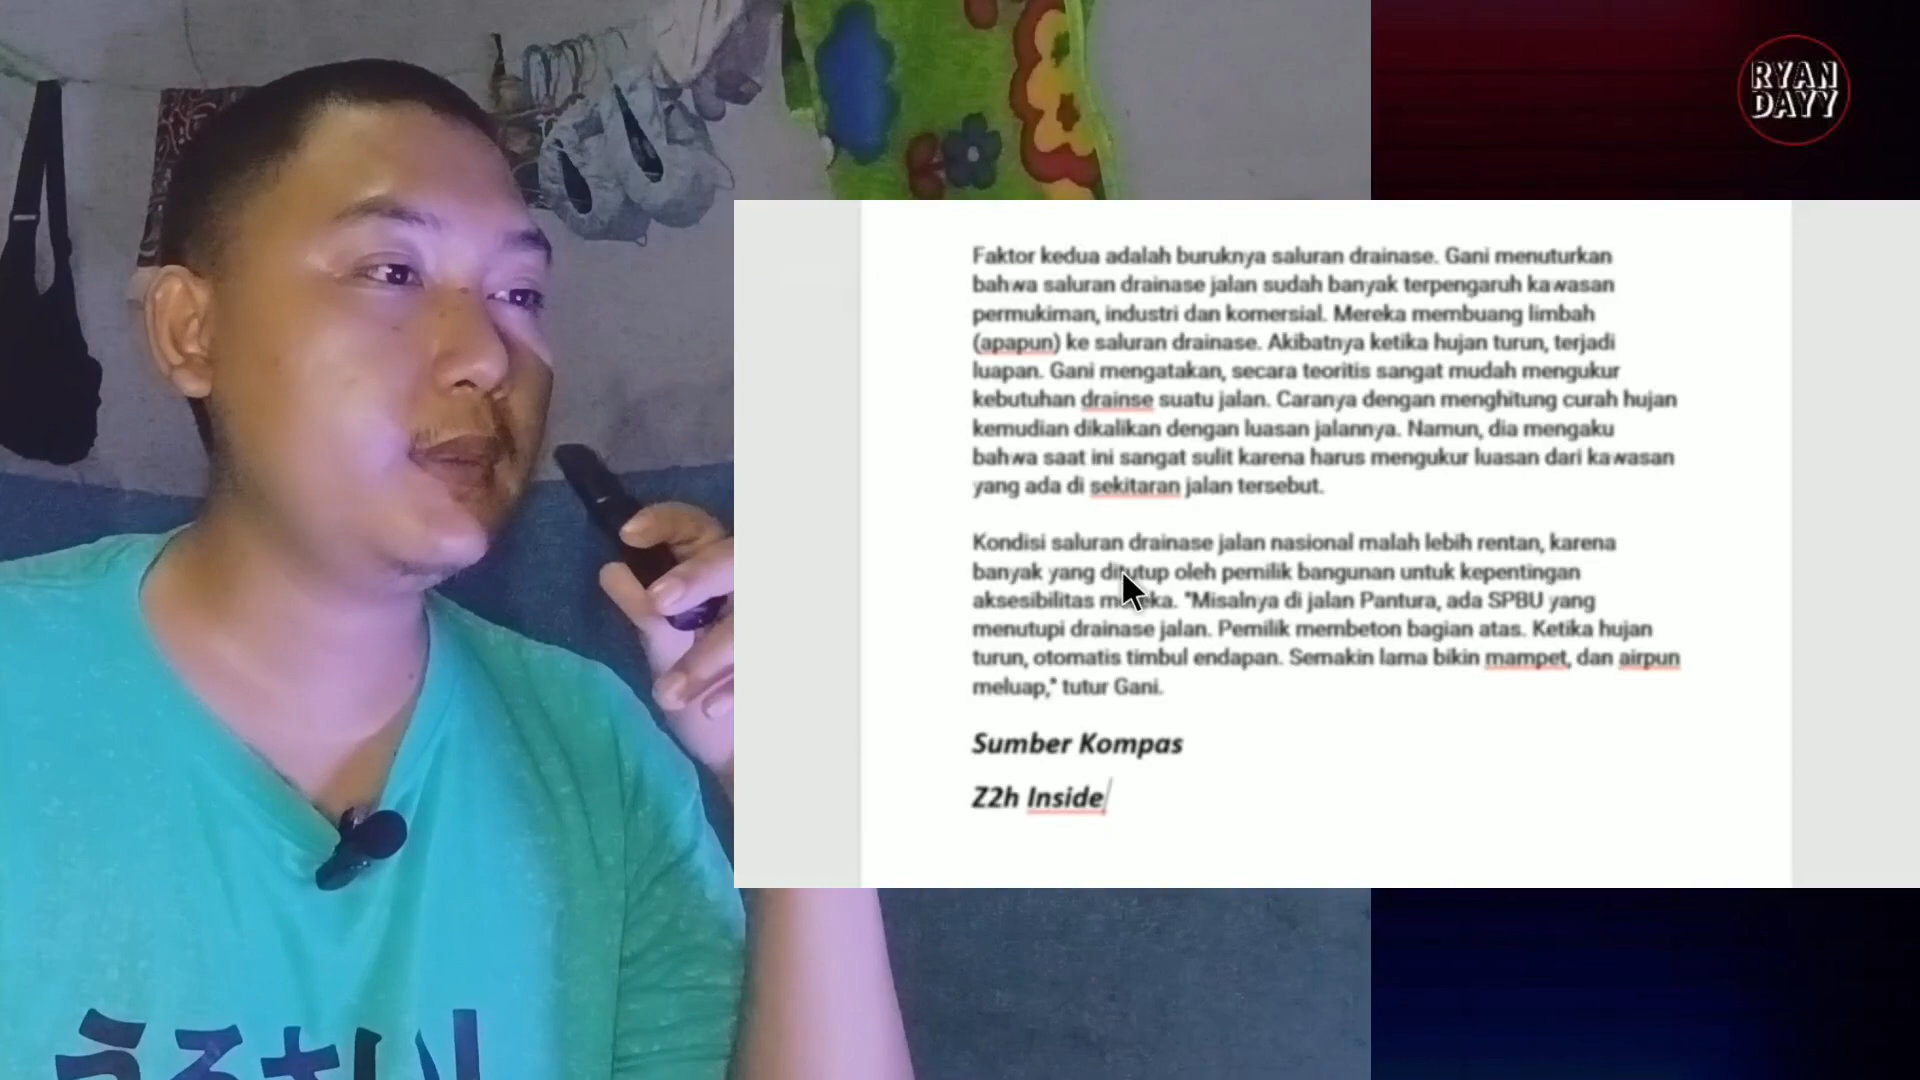 RYAN
DAYY
Faktor kedua adalah buruknya saluran drainase. Gani menuturkan
bahwa saluran drainase jalan sudah banyak terpengaruh kawasan
permukiman, industri dan komersial. Mereka membuang limbah
(apapun) ke saluran drainase. Akibatnya ketika hujan turun, terjadi
luapan. Gani mengatakan, secara teoritis sangat mudah mengukur
kebutuhan drainse suatu jalan. Caranya dengan menghitung curah hujan
kemudian dikalikan dengan luasan jalannya. Namun, dia mengaku
bahwa saat ini sangat sulit karena harus mengukur luasan dari kawasan
yang ada di sekitaran jalan tersebut.
Kondisi saluran drainase jalan nasional malah lebih rentan, karena
banyak yang ditutup oleh pemilik bangunan untuk kepentingan
aksesibilitas mereka. "Misalnya di jalan Pantura, ada SPBU yang
menutupi drainase jalan. Pemilik membeton bagian atas. Ketika hujan
turun, otomatis timbul endapan. Semakin lama bikin mampet, dan airpun
meluap," tutur Gani.
Sumber Kompas
Z2h Inside
うるさい